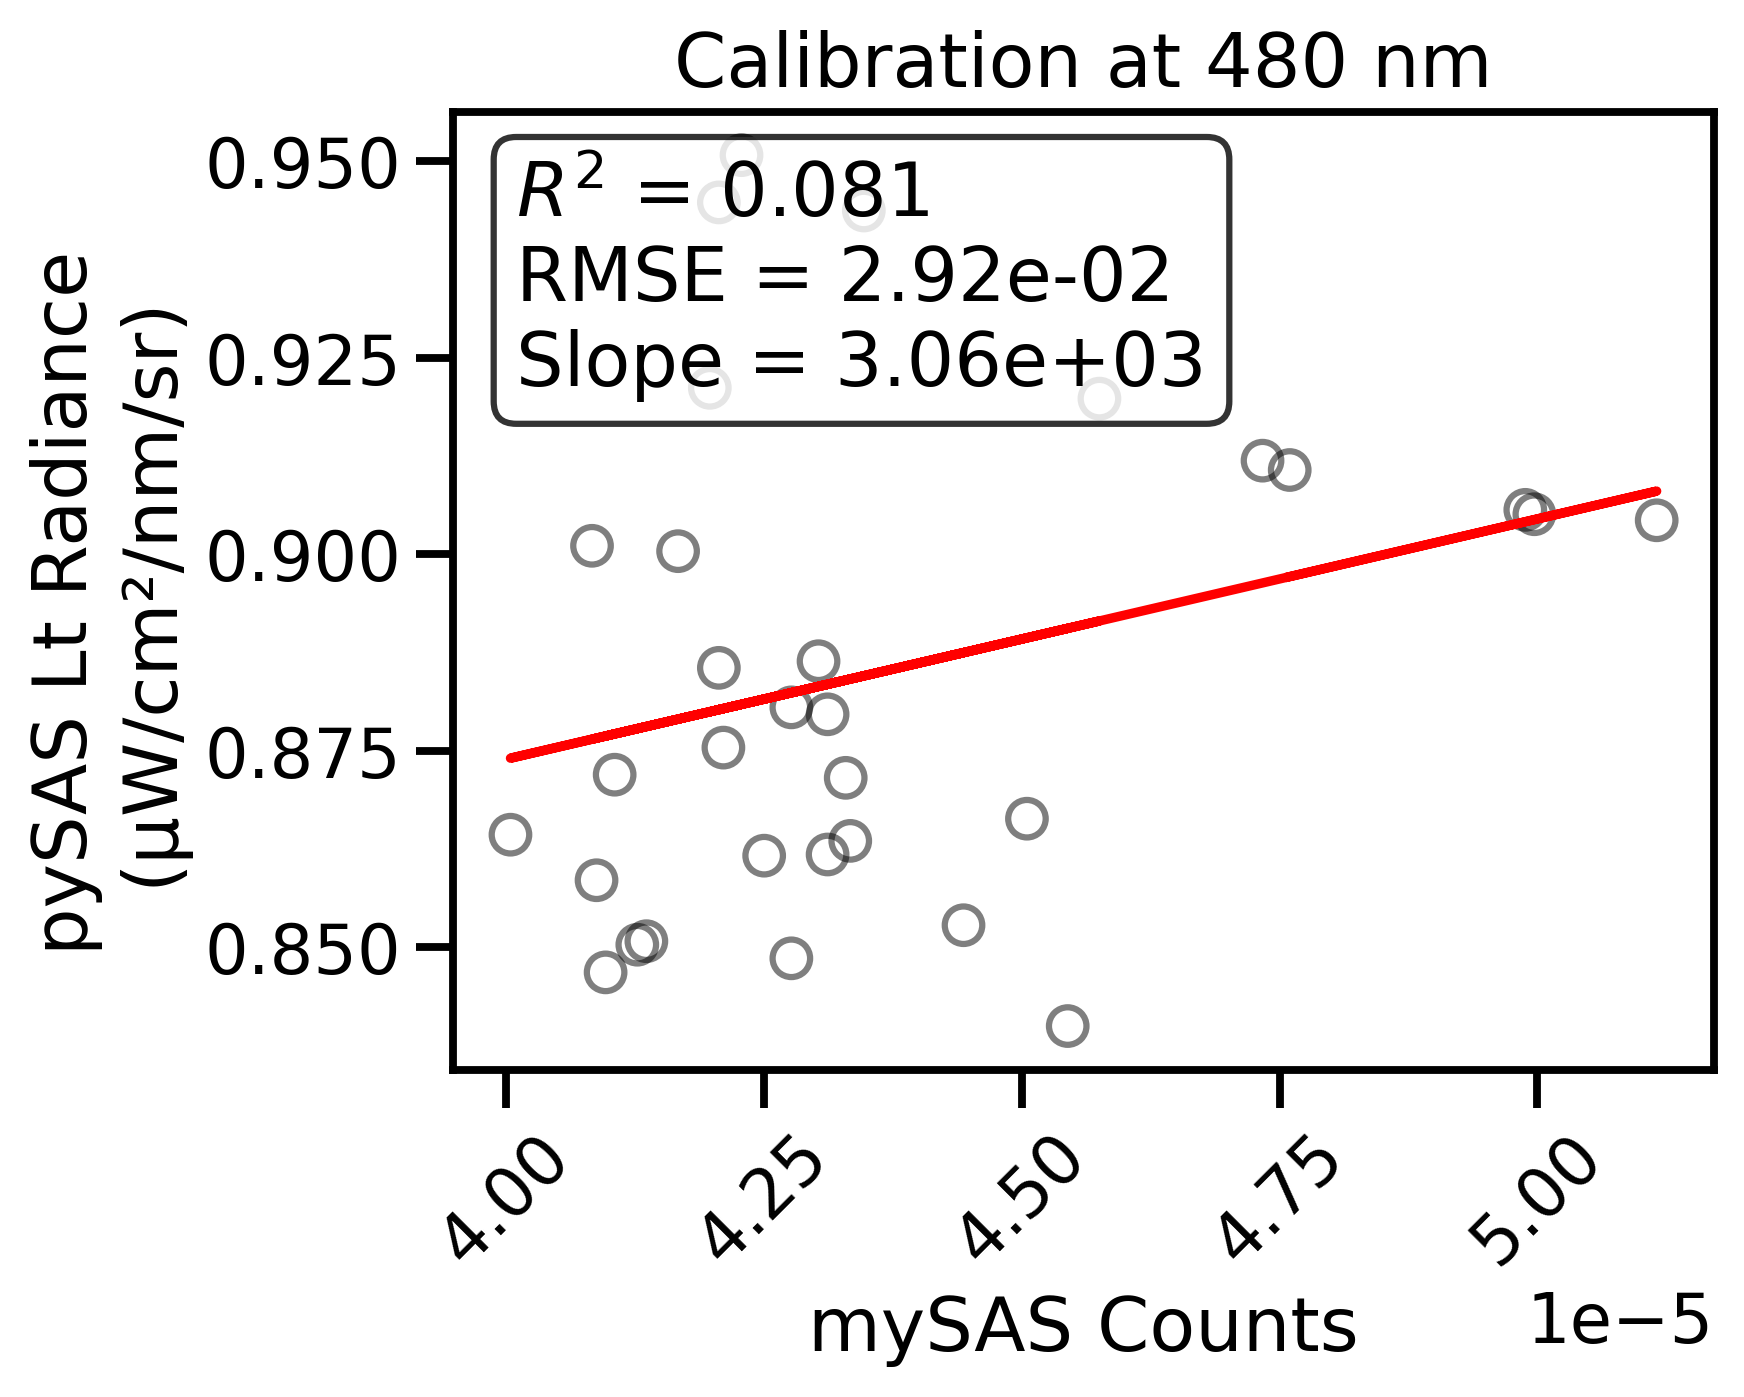 Calibration at 480 nm
R² = 0.081
RMSE = 2.92e-02
Slope = 3.06e+03
pySAS Lt Radiance
(µW/cm²/nm/sr)
0.950
0.925
0.900
0.875
0.850
4.00
4.25
4.50
4.75
5.00
1e−5
mySAS Counts